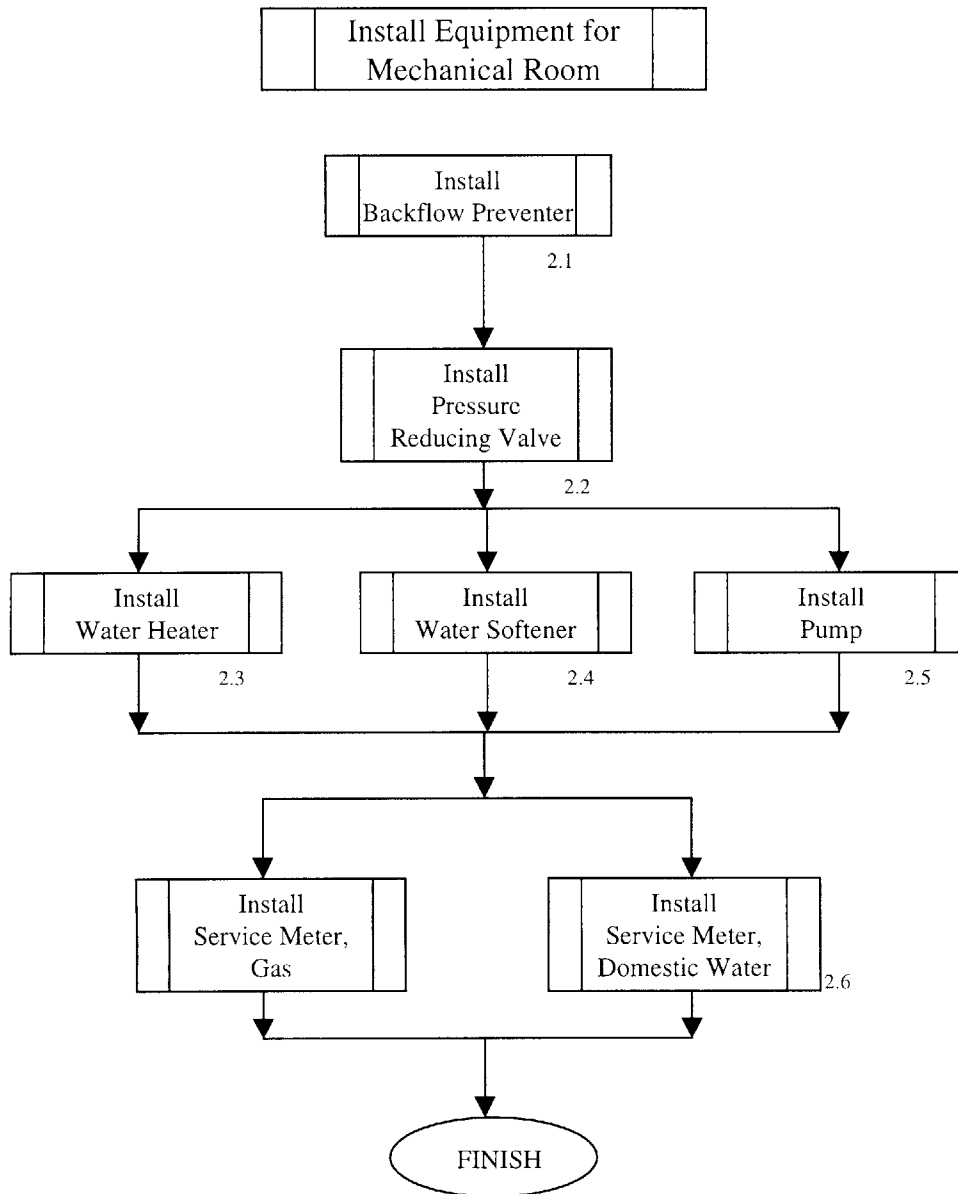 Install Equipment for
Mechanical Room
Install
Backflow Preventer
2.1
Install
Pressure
Reducing Valve
2.2
Install
Water Heater
2.3
Install
Water Softener
2.4
Install
Pump
2.5
Install
Service Meter,
Gas
Install
Service Meter,
Domestic Water
2.6
FINISH